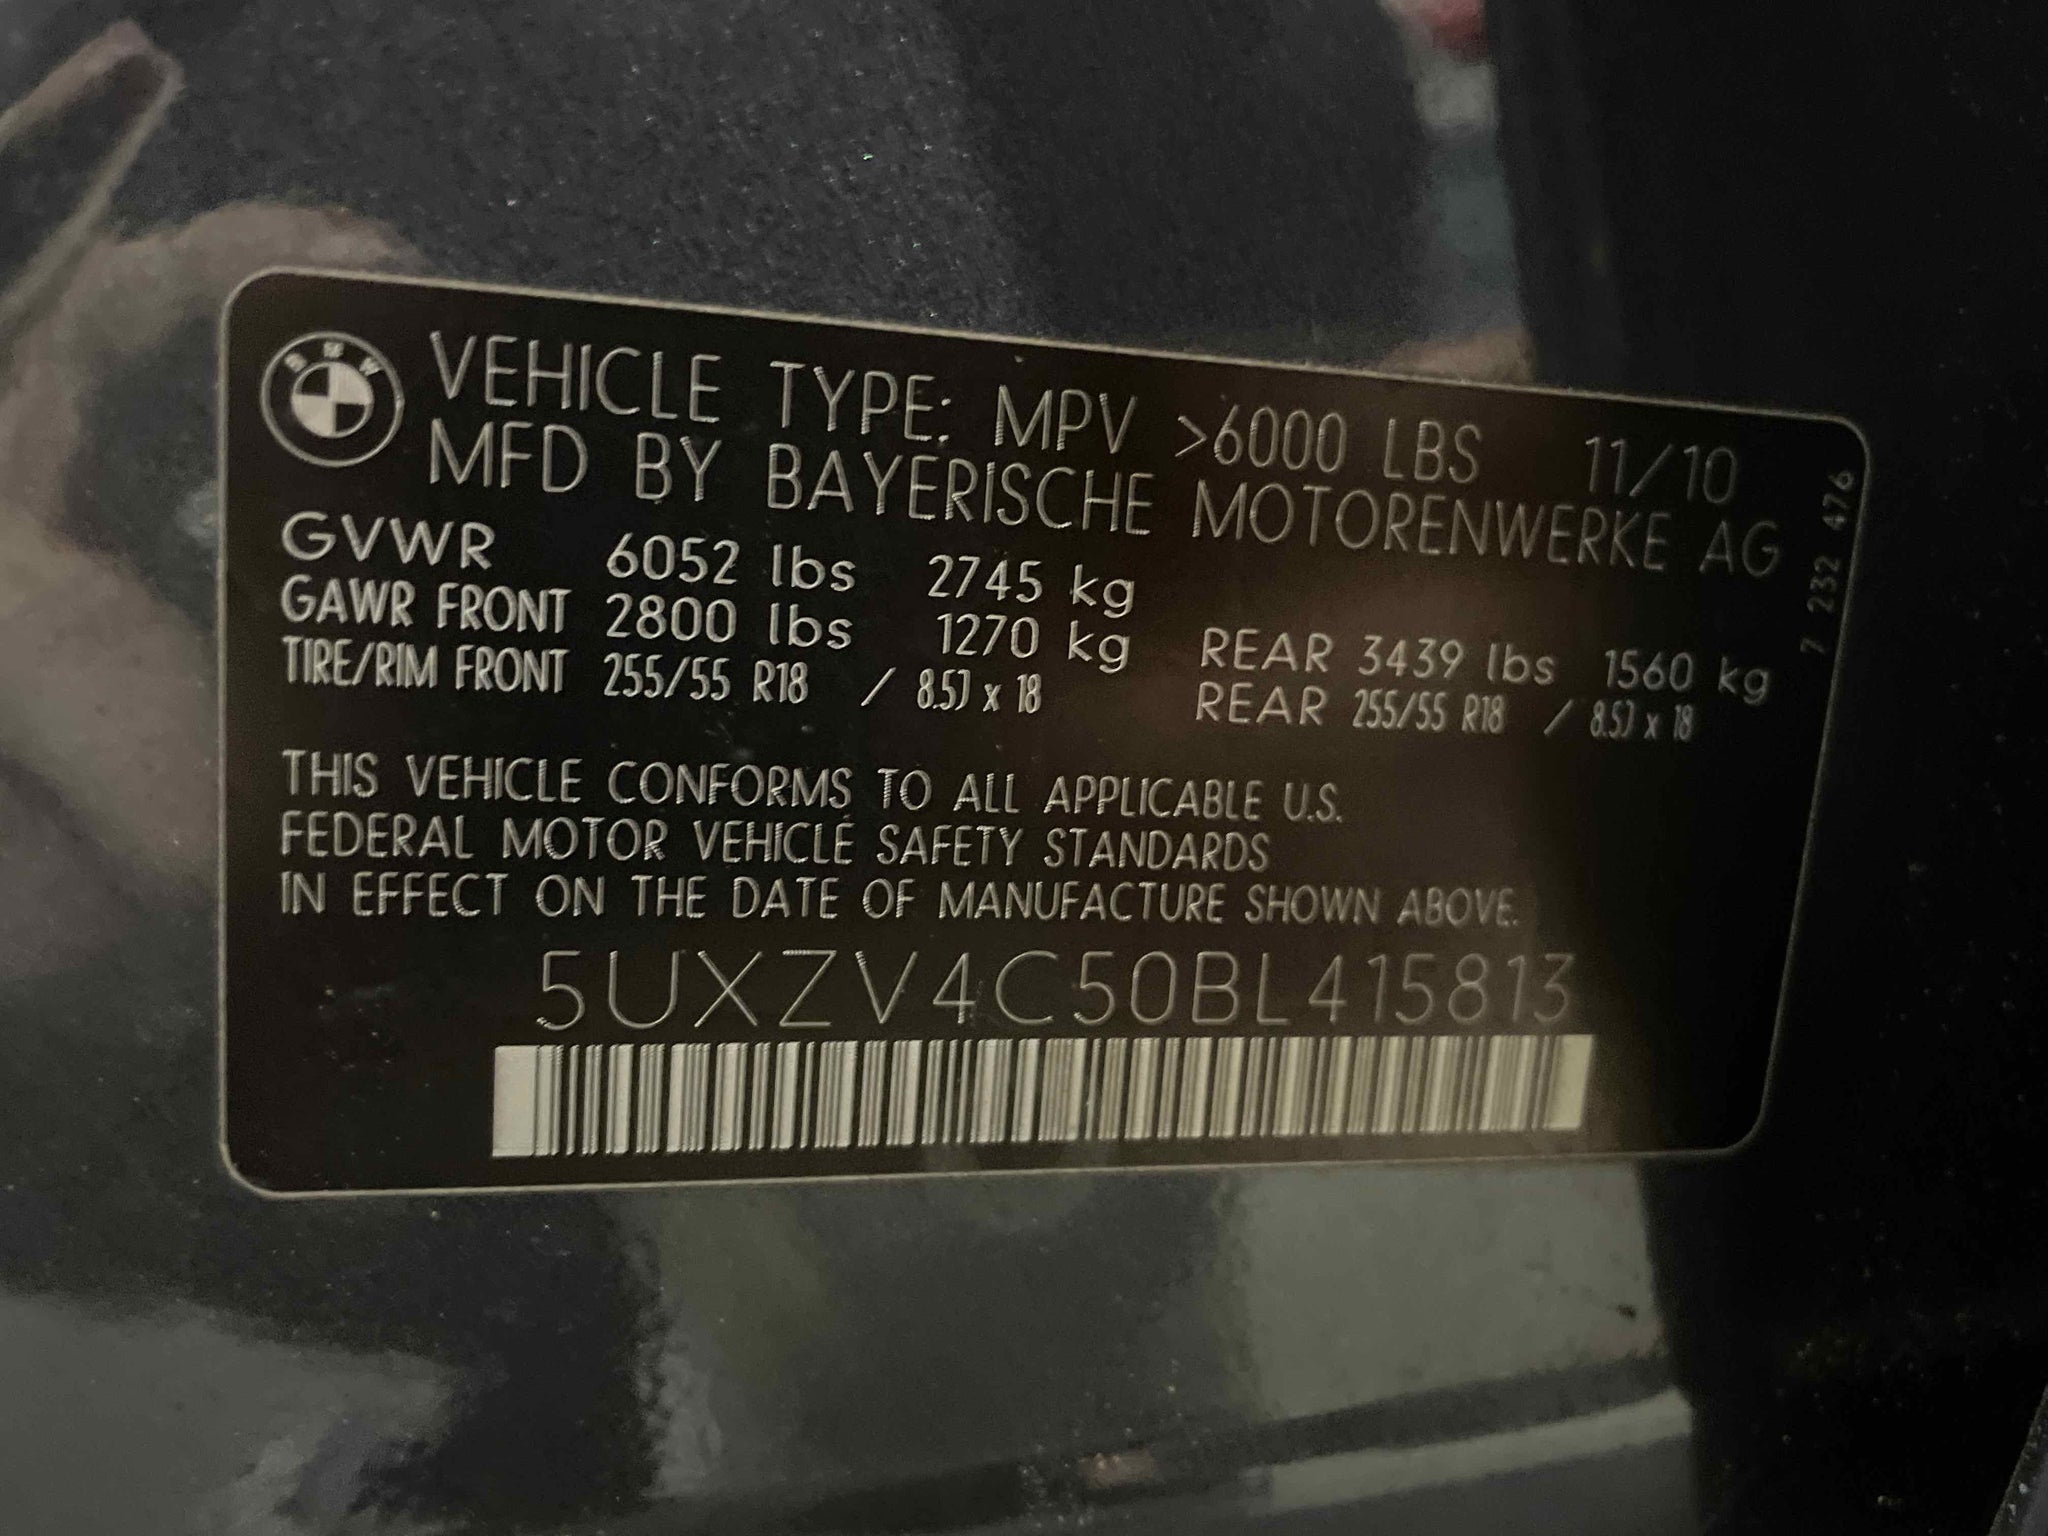 BMW
VEHICLE TYPE: MPV >6000 LBS 11/10
MFD BY BAYERISCHE MOTORENWERKE AG
GVWR 6052 lbs 2745 kg
GAWR FRONT 2800 lbs 1270 kg REAR 3439 lbs 1560 kg
TIRE/RIM FRONT 255/55 R18 / 8.5J x 18 REAR 255/55 R18 / 8.5J x 18
7 232 476
THIS VEHICLE CONFORMS TO ALL APPLICABLE U.S.
FEDERAL MOTOR VEHICLE SAFETY STANDARDS
IN EFFECT ON THE DATE OF MANUFACTURE SHOWN ABOVE.
5UXZV4C50BL415813